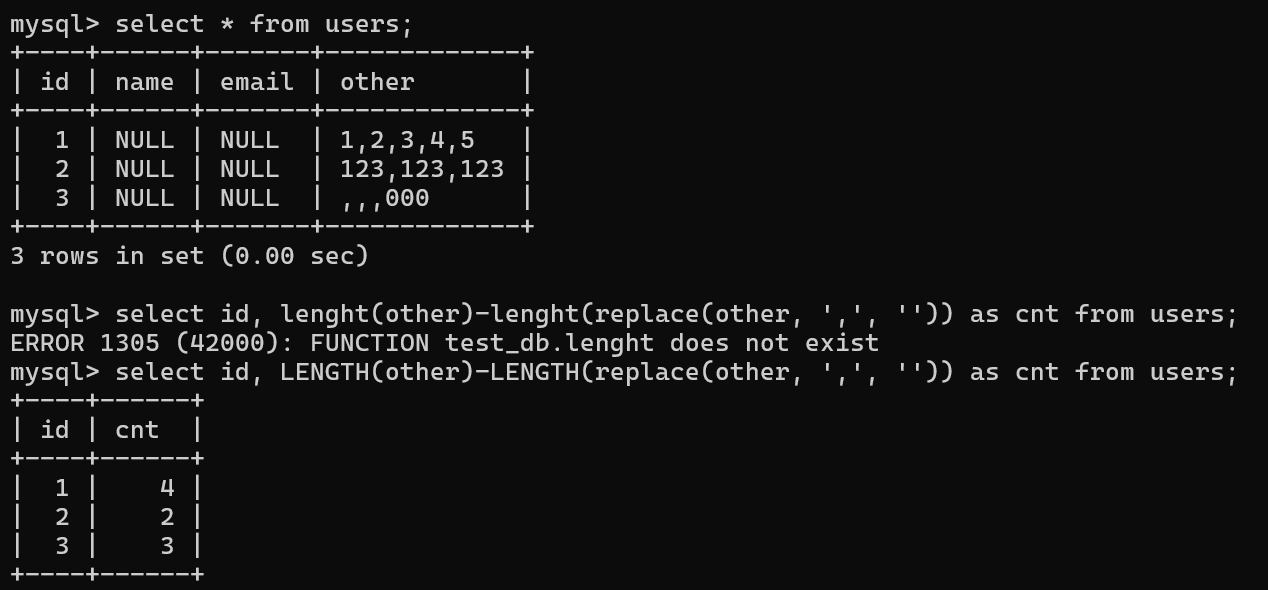 mysql> select * from users;
+----+------+-------+-------------+
| id | name | email | other       |
+----+------+-------+-------------+
|  1 | NULL | NULL  | 1,2,3,4,5   |
|  2 | NULL | NULL  | 123,123,123 |
|  3 | NULL | NULL  | ,,,000      |
+----+------+-------+-------------+
3 rows in set (0.00 sec)

mysql> select id, lenght(other)-lenght(replace(other, ',', '')) as cnt from users;
ERROR 1305 (42000): FUNCTION test_db.lenght does not exist
mysql> select id, LENGTH(other)-LENGTH(replace(other, ',', '')) as cnt from users;
+----+------+
| id | cnt  |
+----+------+
|  1 |    4 |
|  2 |    2 |
|  3 |    3 |
+----+------+